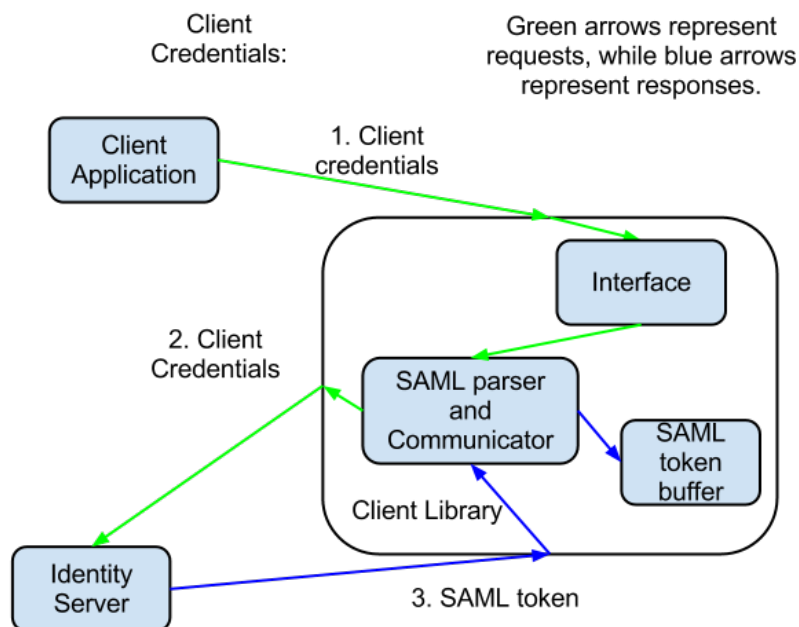 Client
Credentials:
Green arrows represent
requests, while blue arrows
represent responses.
Client
Application
1. Client
credentials
Interface
2. Client
Credentials
SAML parser
and
Communicator
SAML
token
buffer
Client Library
Identity
Server
3. SAML token